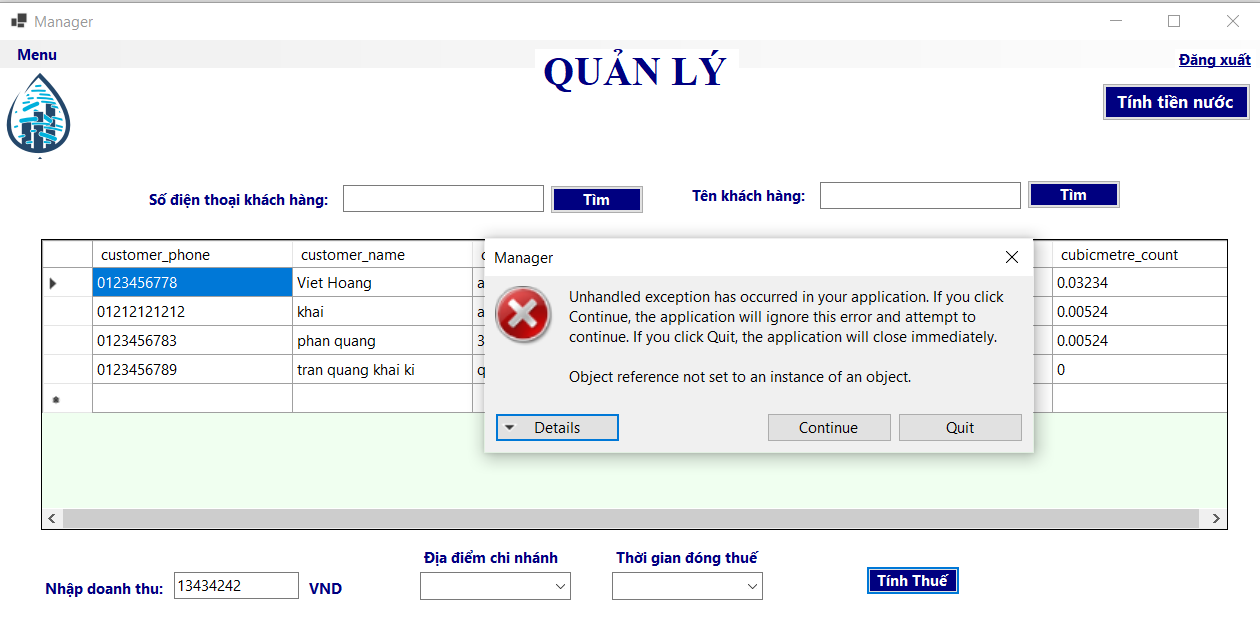 Manager
Menu
QUẢN LÝ
Đăng xuất
Tính tiền nước
Số điện thoại khách hàng:
Tìm
Tên khách hàng:
Tìm
customer_phone customer_name cubicmetre_count
0123456778 Viet Hoang a 0.03234
01212121212 khai a 0.00524
0123456783 phan quang 3 0.00524
0123456789 tran quang khai ki q 0
Manager
Unhandled exception has occurred in your application. If you click
Continue, the application will ignore this error and attempt to
continue. If you click Quit, the application will close immediately.
Object reference not set to an instance of an object.
Details
Continue
Quit
Địa điểm chi nhánh
Thời gian đóng thuế
Nhập doanh thu: 13434242 VND
Tính Thuế